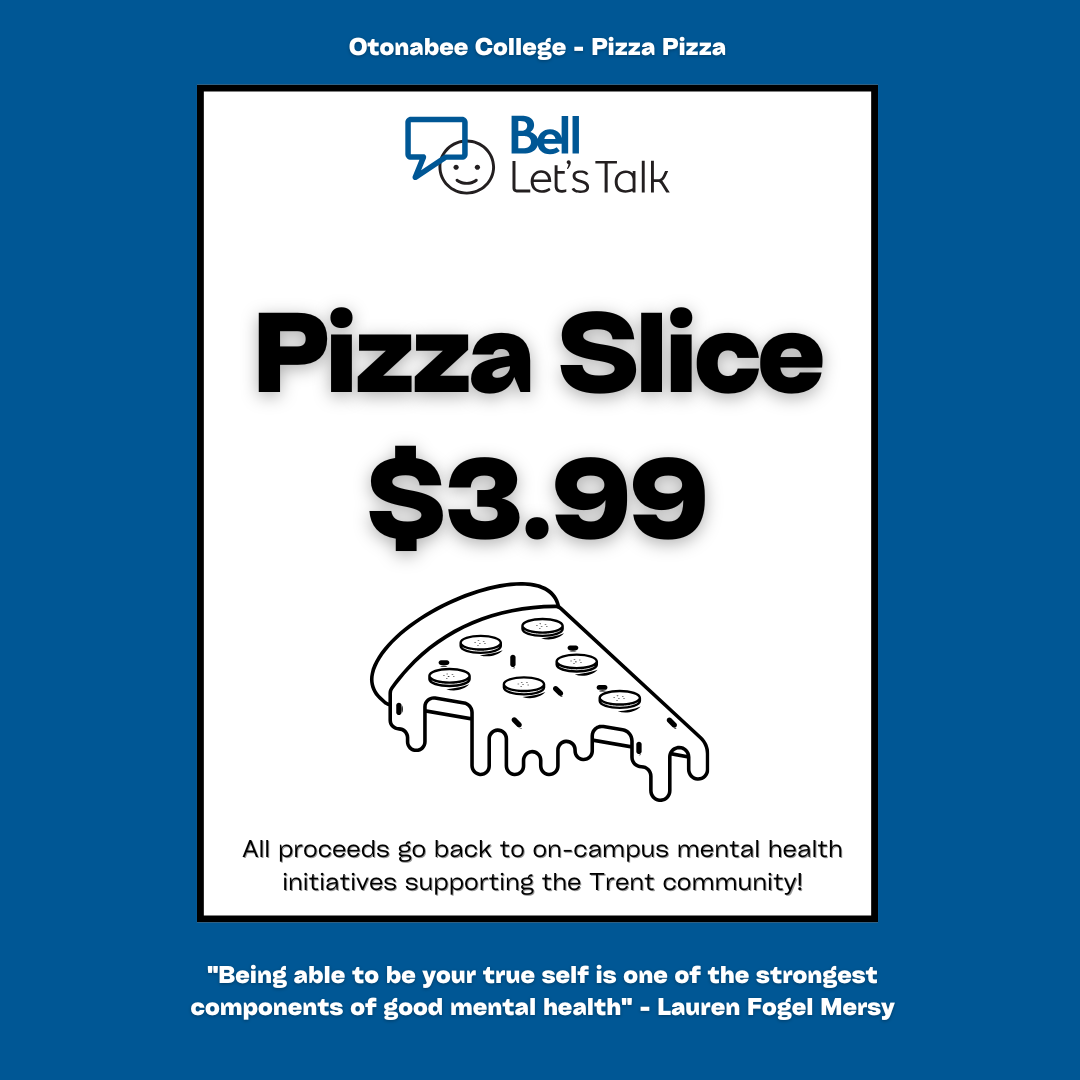 Otonabee College - Pizza Pizza
Bell
Let's Talk
Pizza Slice
$3.99
All proceeds go back to on-campus mental health
initiatives supporting the Trent community!
"Being able to be your true self is one of the strongest
components of good mental health" - Lauren Fogel Mersy